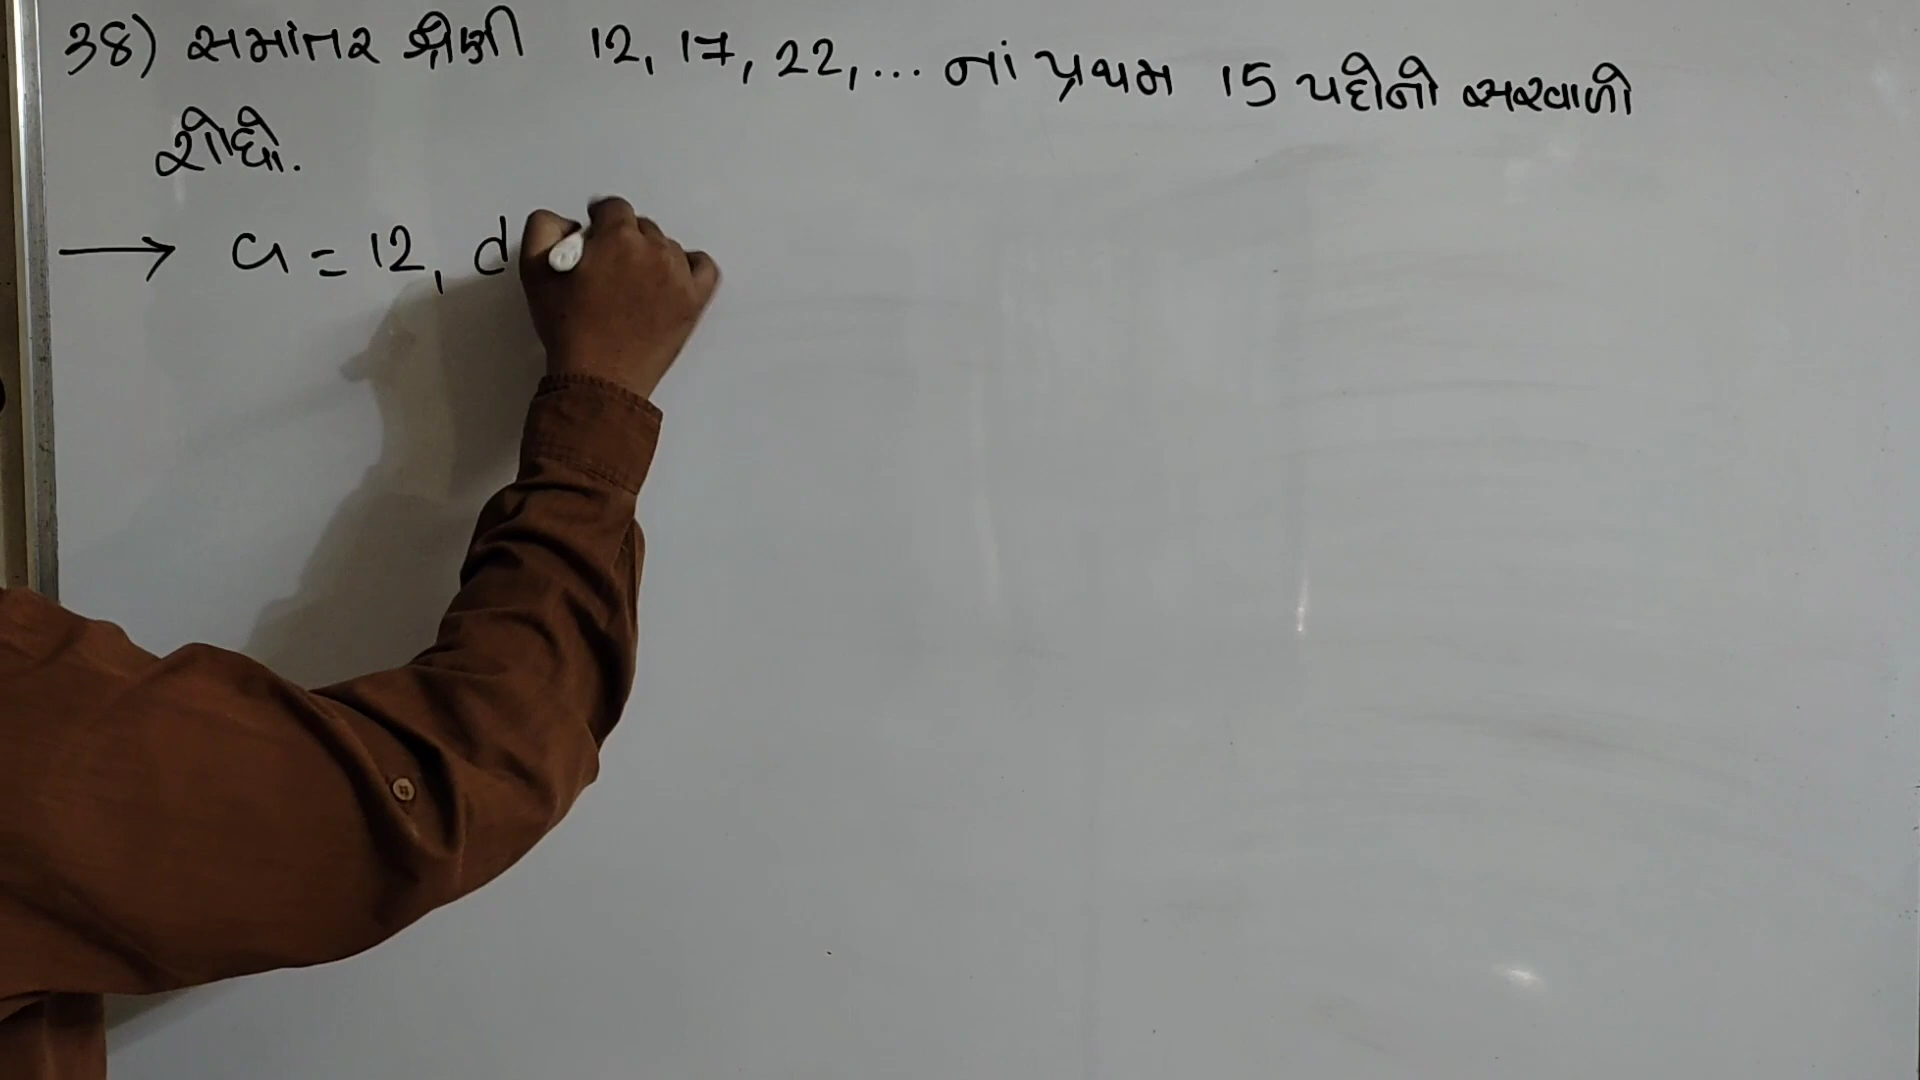 38) સમાંતર શ્રેણી 12, 17, 22, ... નાં પ્રથમ 15 પદોનો સરવાળો
શોધો.
→ a = 12, d